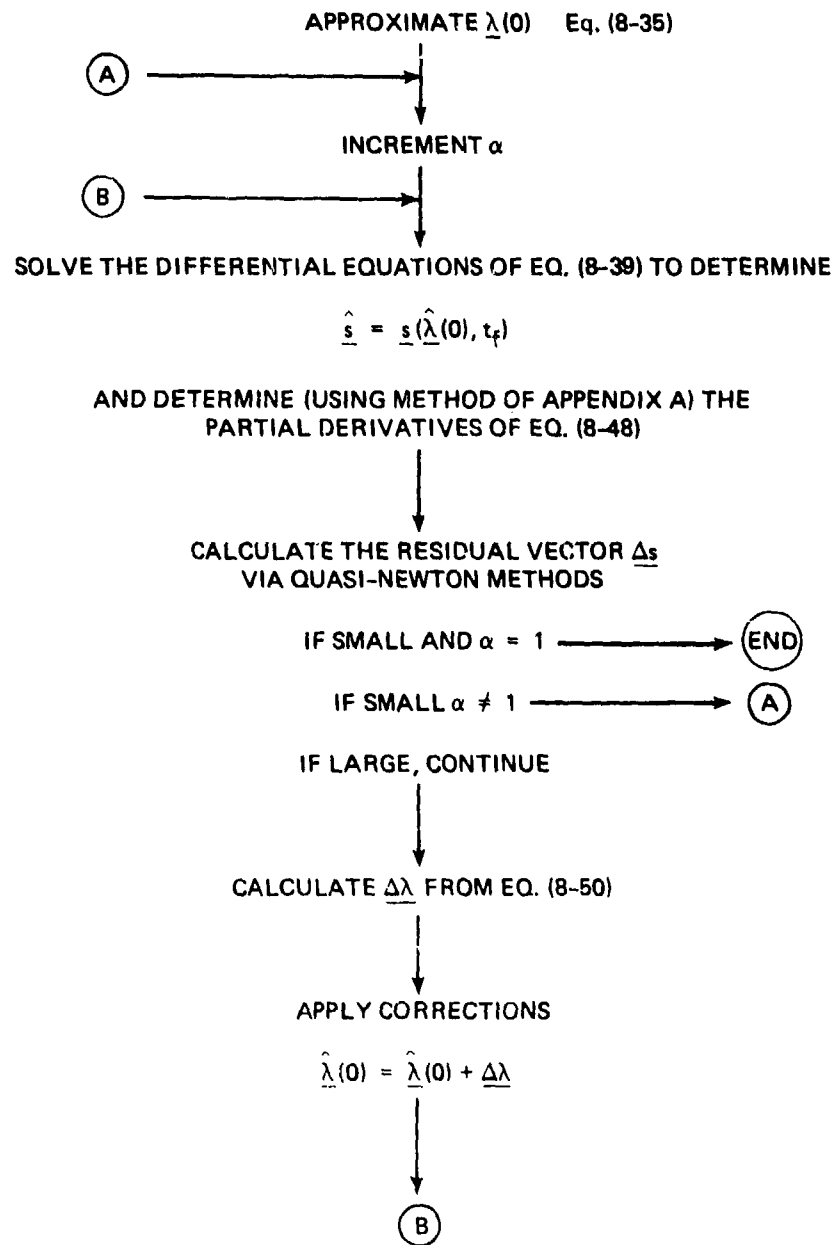 APPROXIMATE λ(0) Eq. (8-35)
A
INCREMENT α
B
SOLVE THE DIFFERENTIAL EQUATIONS OF EQ. (8-39) TO DETERMINE
ŝ = s(λ̂(0), t_f)
AND DETERMINE (USING METHOD OF APPENDIX A) THE
PARTIAL DERIVATIVES OF EQ. (8-48)
CALCULATE THE RESIDUAL VECTOR Δs
VIA QUASI-NEWTON METHODS
IF SMALL AND α = 1 END
IF SMALL α ≠ 1 A
IF LARGE, CONTINUE
CALCULATE Δλ FROM EQ. (8-50)
APPLY CORRECTIONS
λ̂(0) = λ̂(0) + Δλ
B